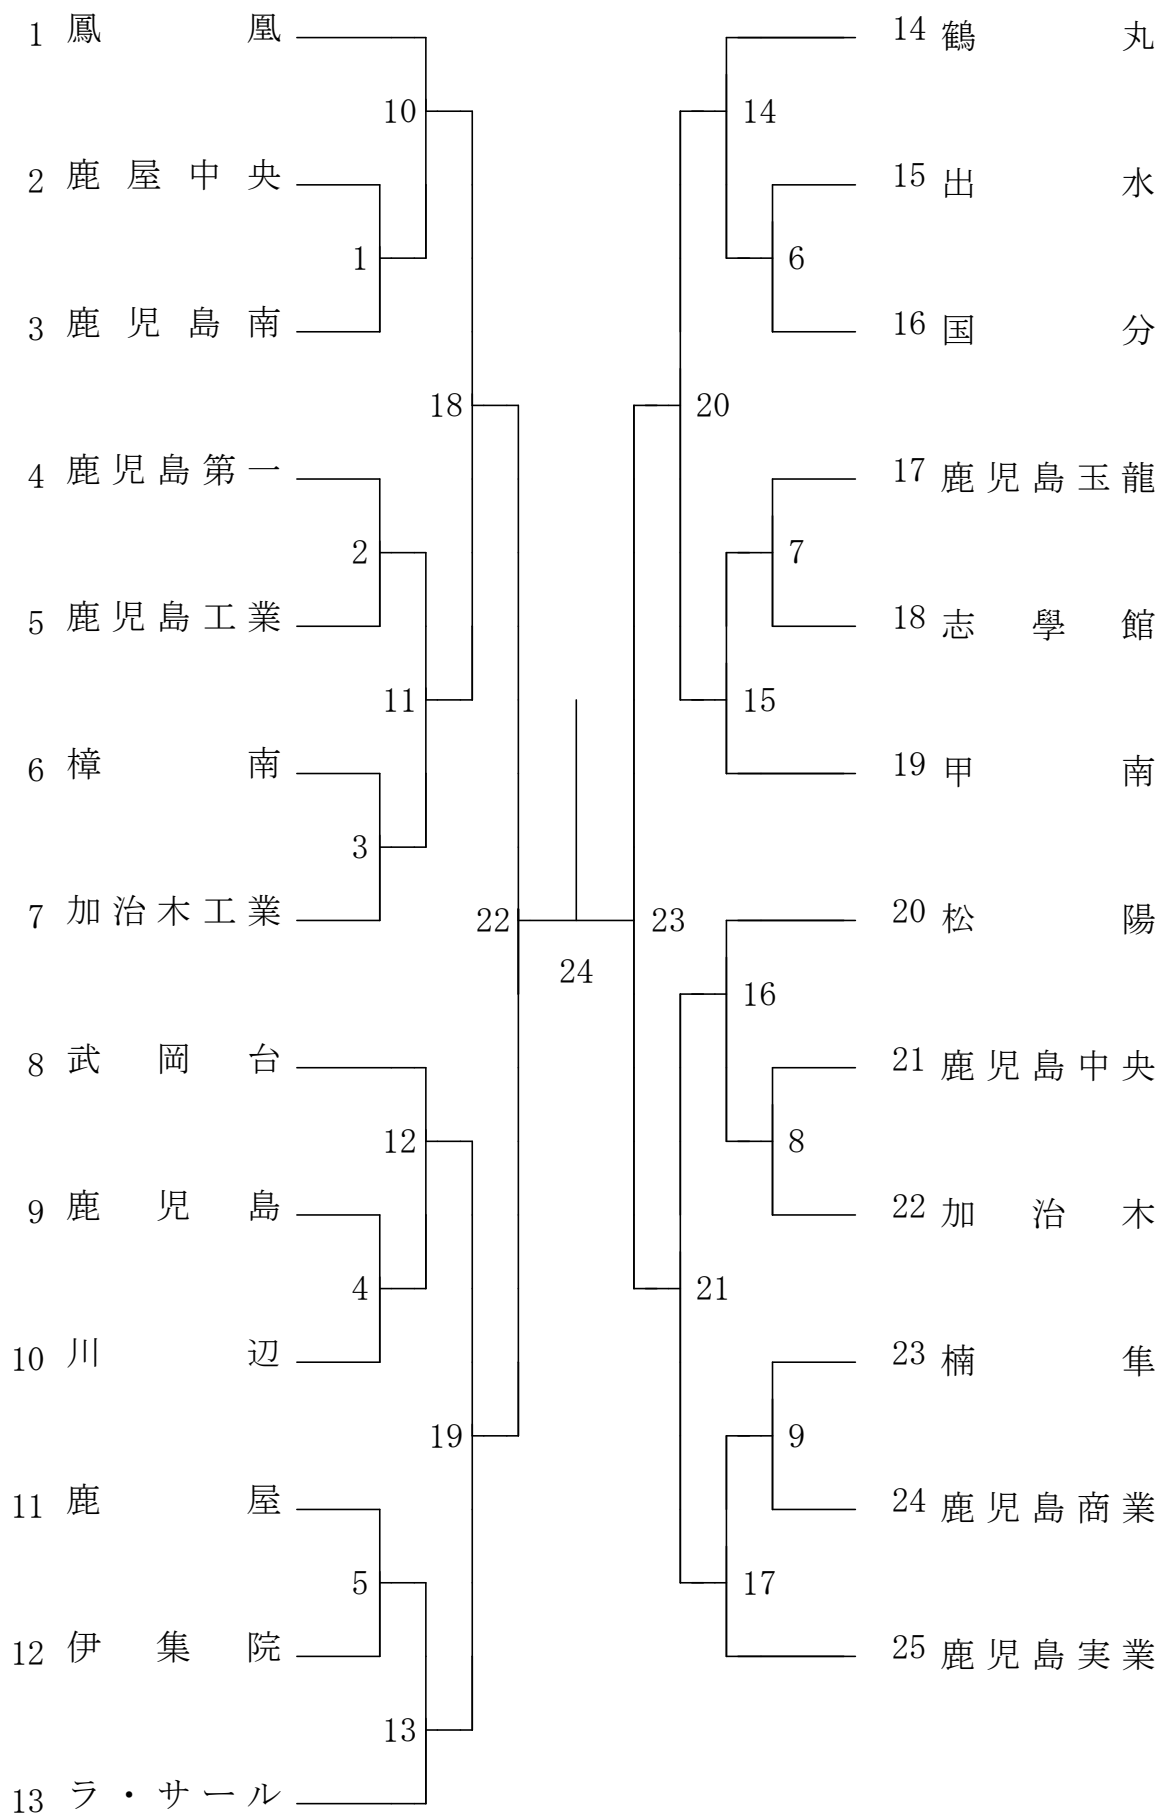 1 鳳凰
10
2 鹿屋中央
1
3 鹿児島南
18
4 鹿児島第一
2
5 鹿児島工業
11
6 樟南
3
7 加治木工業
22
24
8 武岡台
12
9 鹿児島
4
10 川辺
19
11 鹿屋
5
12 伊集院
13
13 ラ・サール
14 鶴丸
14
15 出水
6
16 国分
20
17 鹿児島玉龍
7
18 志學館
15
19 甲南
23
20 松陽
16
21 鹿児島中央
8
22 加治木
21
23 楠隼
9
24 鹿児島商業
17
25 鹿児島実業